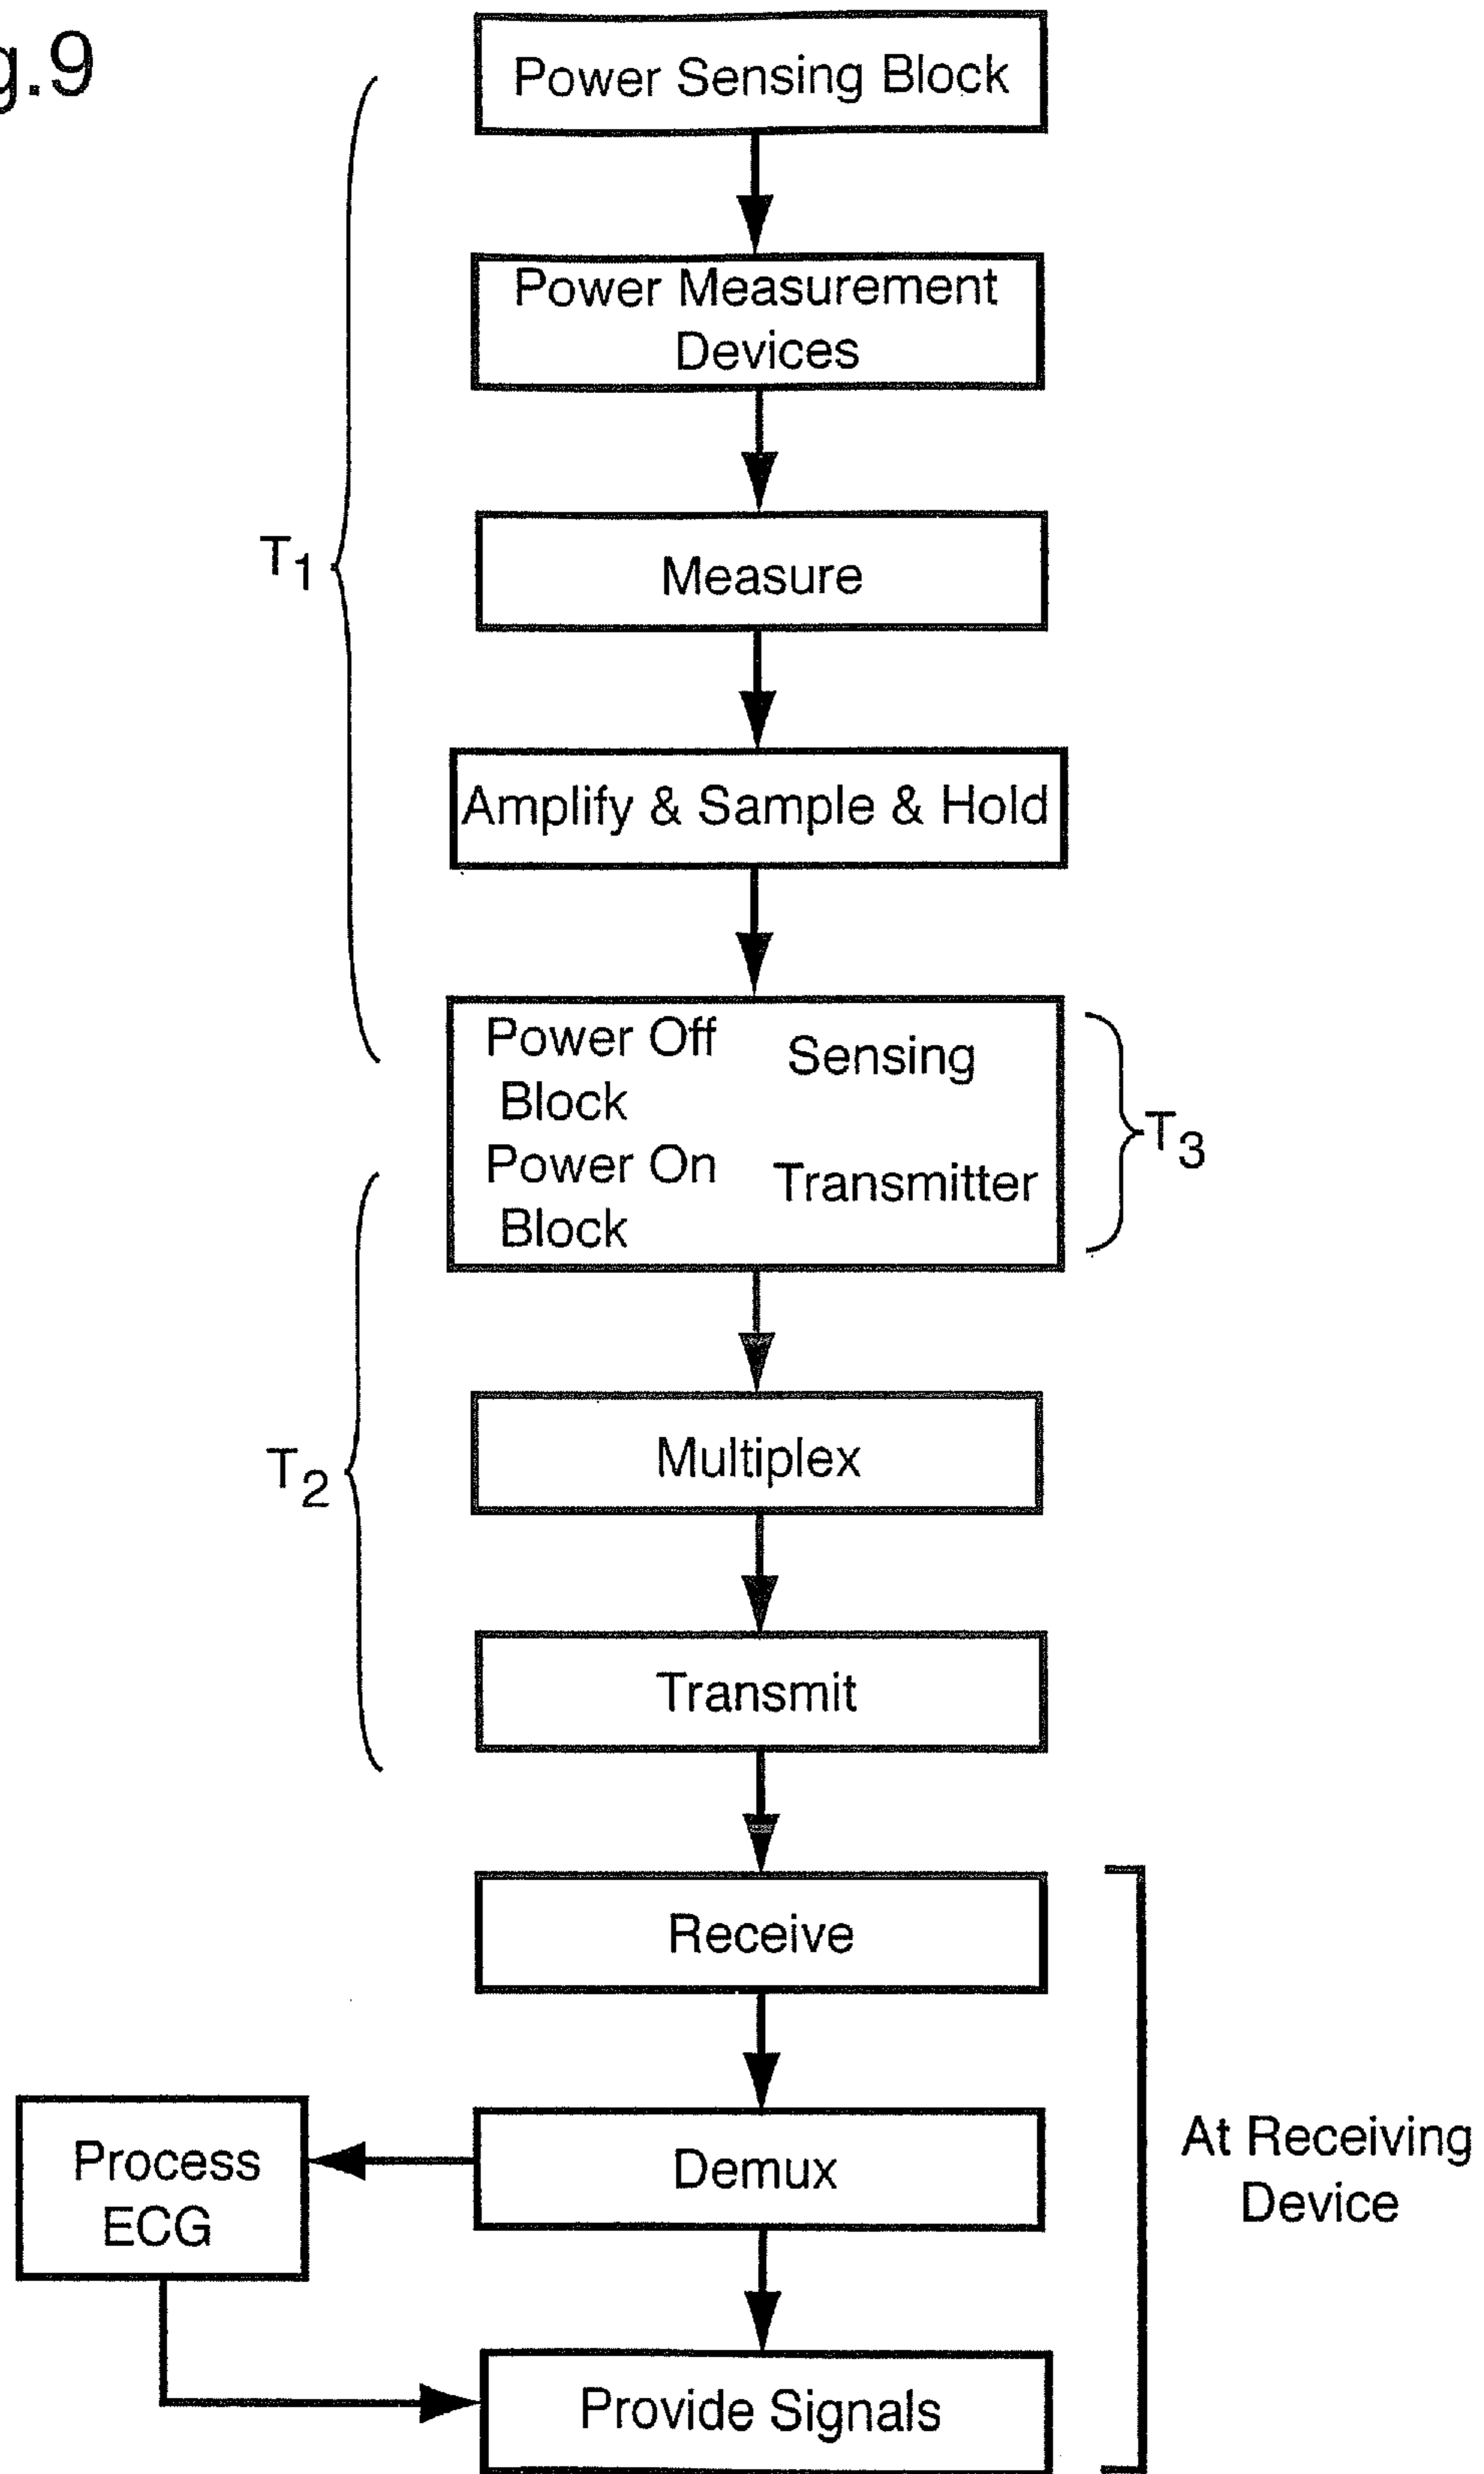 g.9
Power Sensing Block
Power Measurement
Devices
T1
Measure
Amplify & Sample & Hold
Power Off Sensing
Block
Power On Transmitter
Block
T3
T2
Multiplex
Transmit
Receive
Process
ECG
Demux
At Receiving
Device
Provide Signals